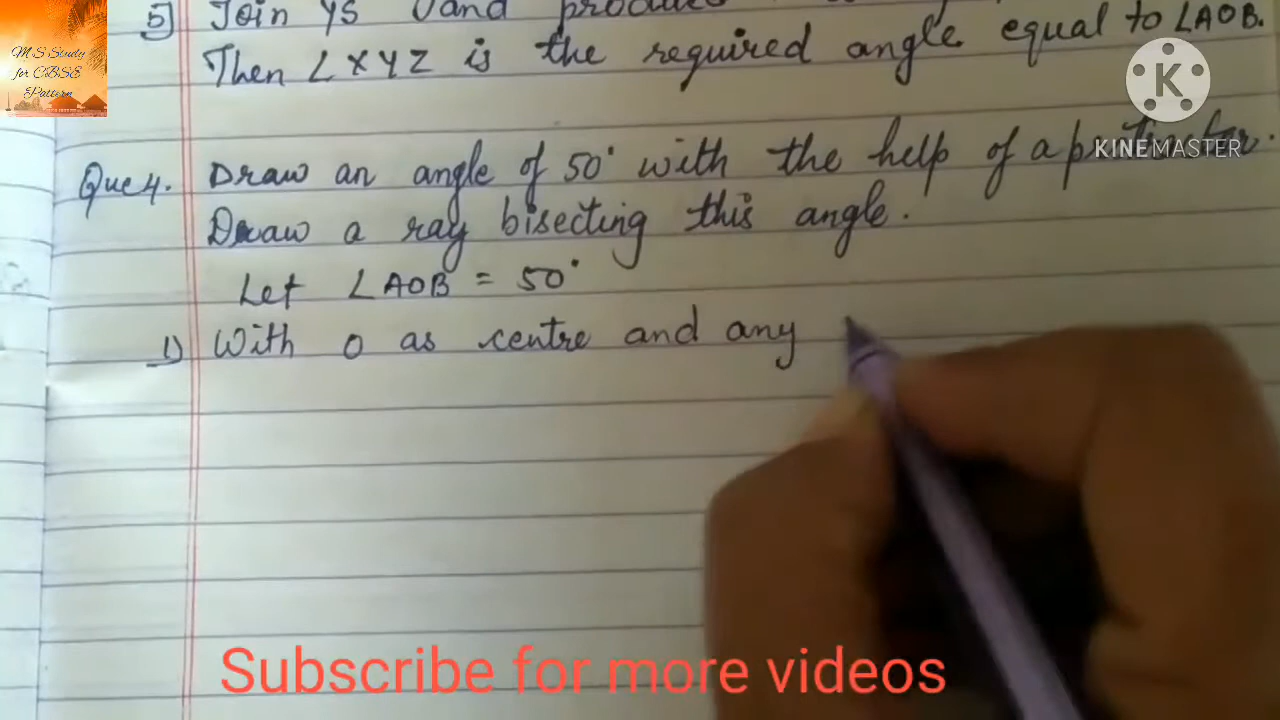 M.S Study
for CBSE
Pattern
5) Join YS and
Then ∠XYZ is the required angle equal to ∠AOB.
K
KINEMASTER
Que 4. Draw an angle of 50° with the help of a protractor.
Draw a ray bisecting this angle.
Let ∠AOB = 50°
1) With O as centre and any
Subscribe for more videos